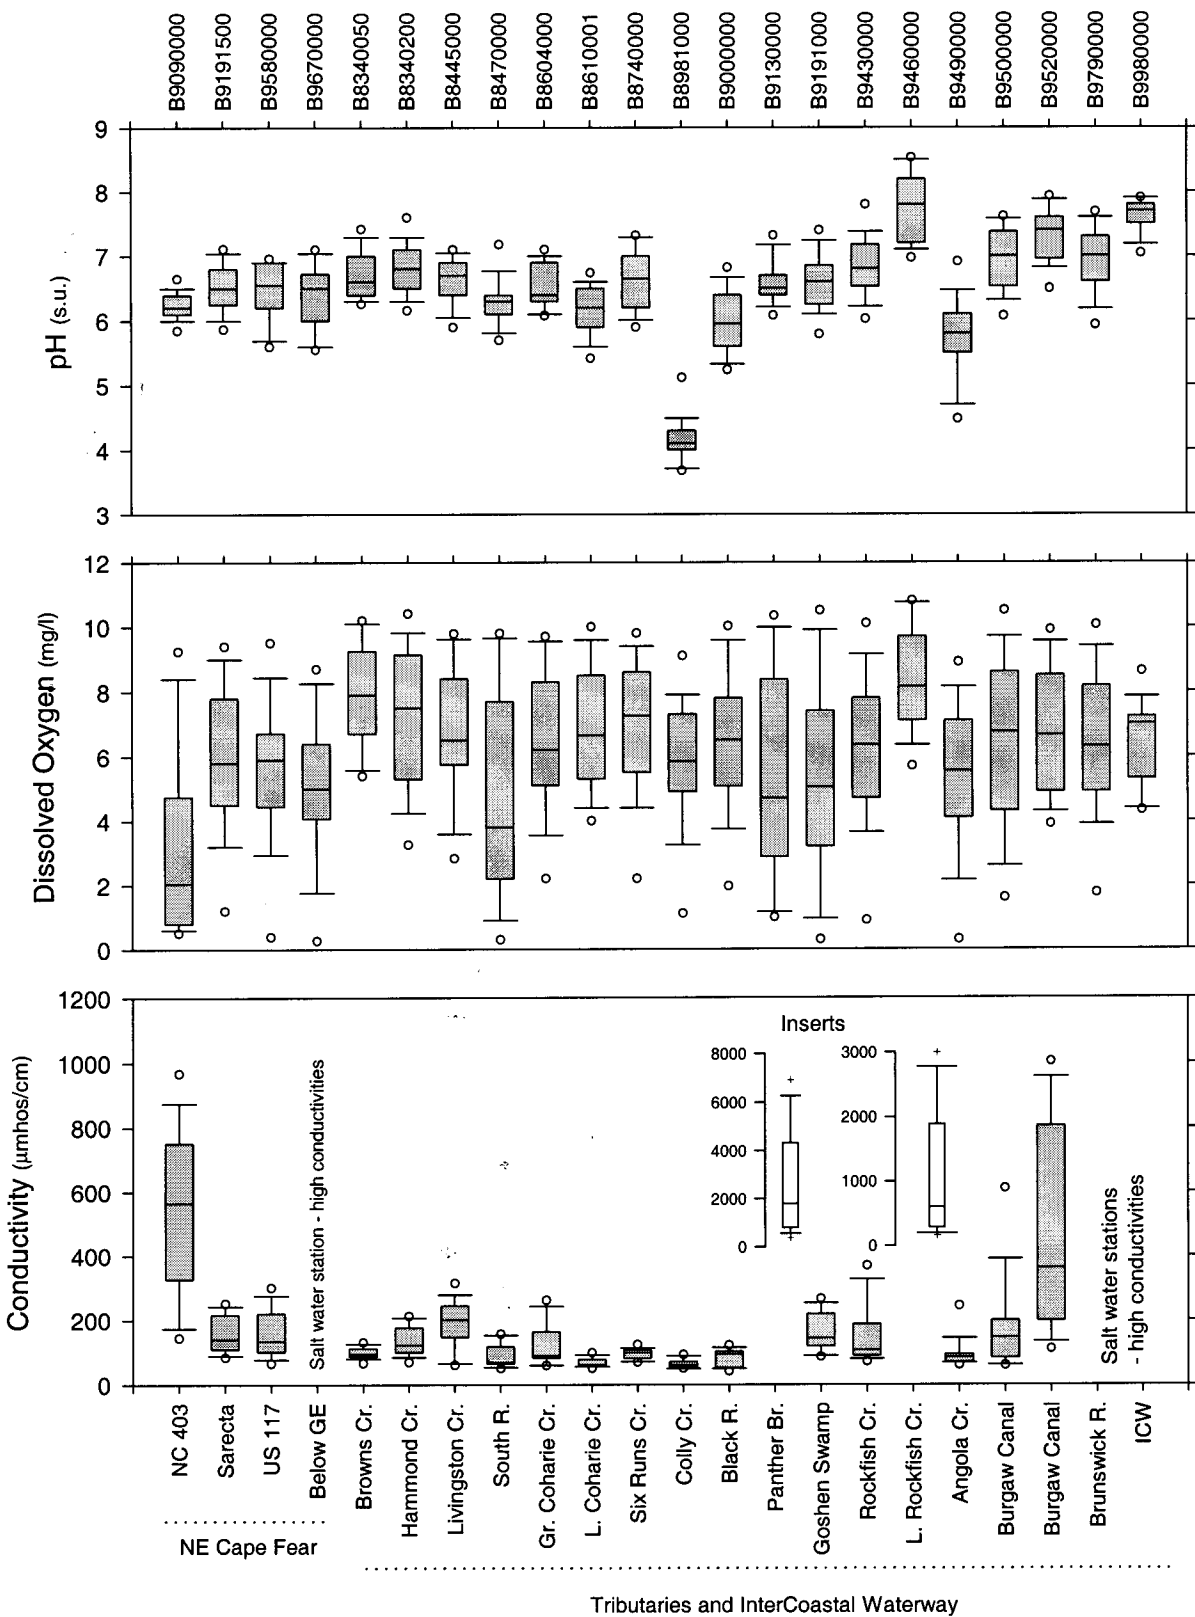 B9090000
B9191500
B9580000
B9670000
B8340050
B8340200
B8445000
B8470000
B8604000
B8610001
B8740000
B8981000
B9000000
B9130000
B9191000
B9430000
B9460000
B9490000
B9500000
B9520000
B9790000
B9980000
pH (s.u.)
9
8
7
6
5
4
3
Dissolved Oxygen (mg/l)
12
10
8
6
4
2
0
Conductivity (μmhos/cm)
1200
1000
800
600
400
200
0
Salt water station - high conductivities
Inserts
8000
6000
4000
2000
0
3000
2000
1000
0
Salt water stations
- high conductivities
NC 403
Sarecta
US 117
Below GE
Browns Cr.
Hammond Cr.
Livingston Cr.
South R.
Gr. Coharie Cr.
L. Coharie Cr.
Six Runs Cr.
Colly Cr.
Black R.
Panther Br.
Goshen Swamp
Rockfish Cr.
L. Rockfish Cr.
Angola Cr.
Burgaw Canal
Burgaw Canal
Brunswick R.
ICW
NE Cape Fear
Tributaries and InterCoastal Waterway